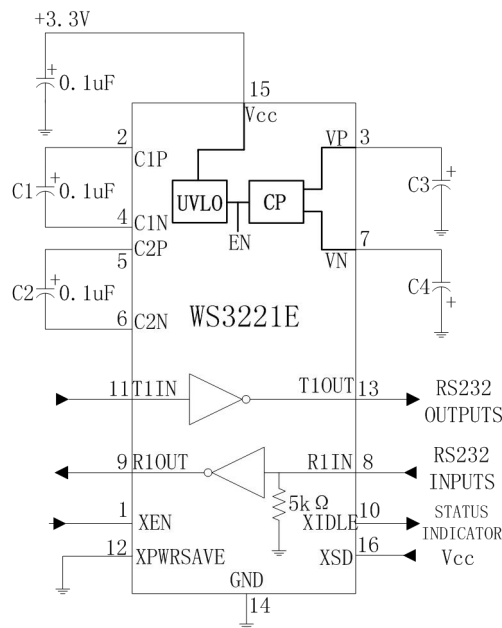 +3.3V
+
0.1uF
15
Vcc
2
C1P
VP
3
C1
+
0.1uF
UVLO
CP
C3
+
4
C1N
EN
C2P
5
VN
7
C2
+
0.1uF
C4
+
6
C2N
WS3221E
11
T1IN
T1OUT
13
RS232
OUTPUTS
9
R1OUT
R1IN
8
RS232
INPUTS
5kΩ
1
XEN
XIDLE
10
STATUS
INDICATOR
12
XPWRSAVE
XSD
16
Vcc
GND
14